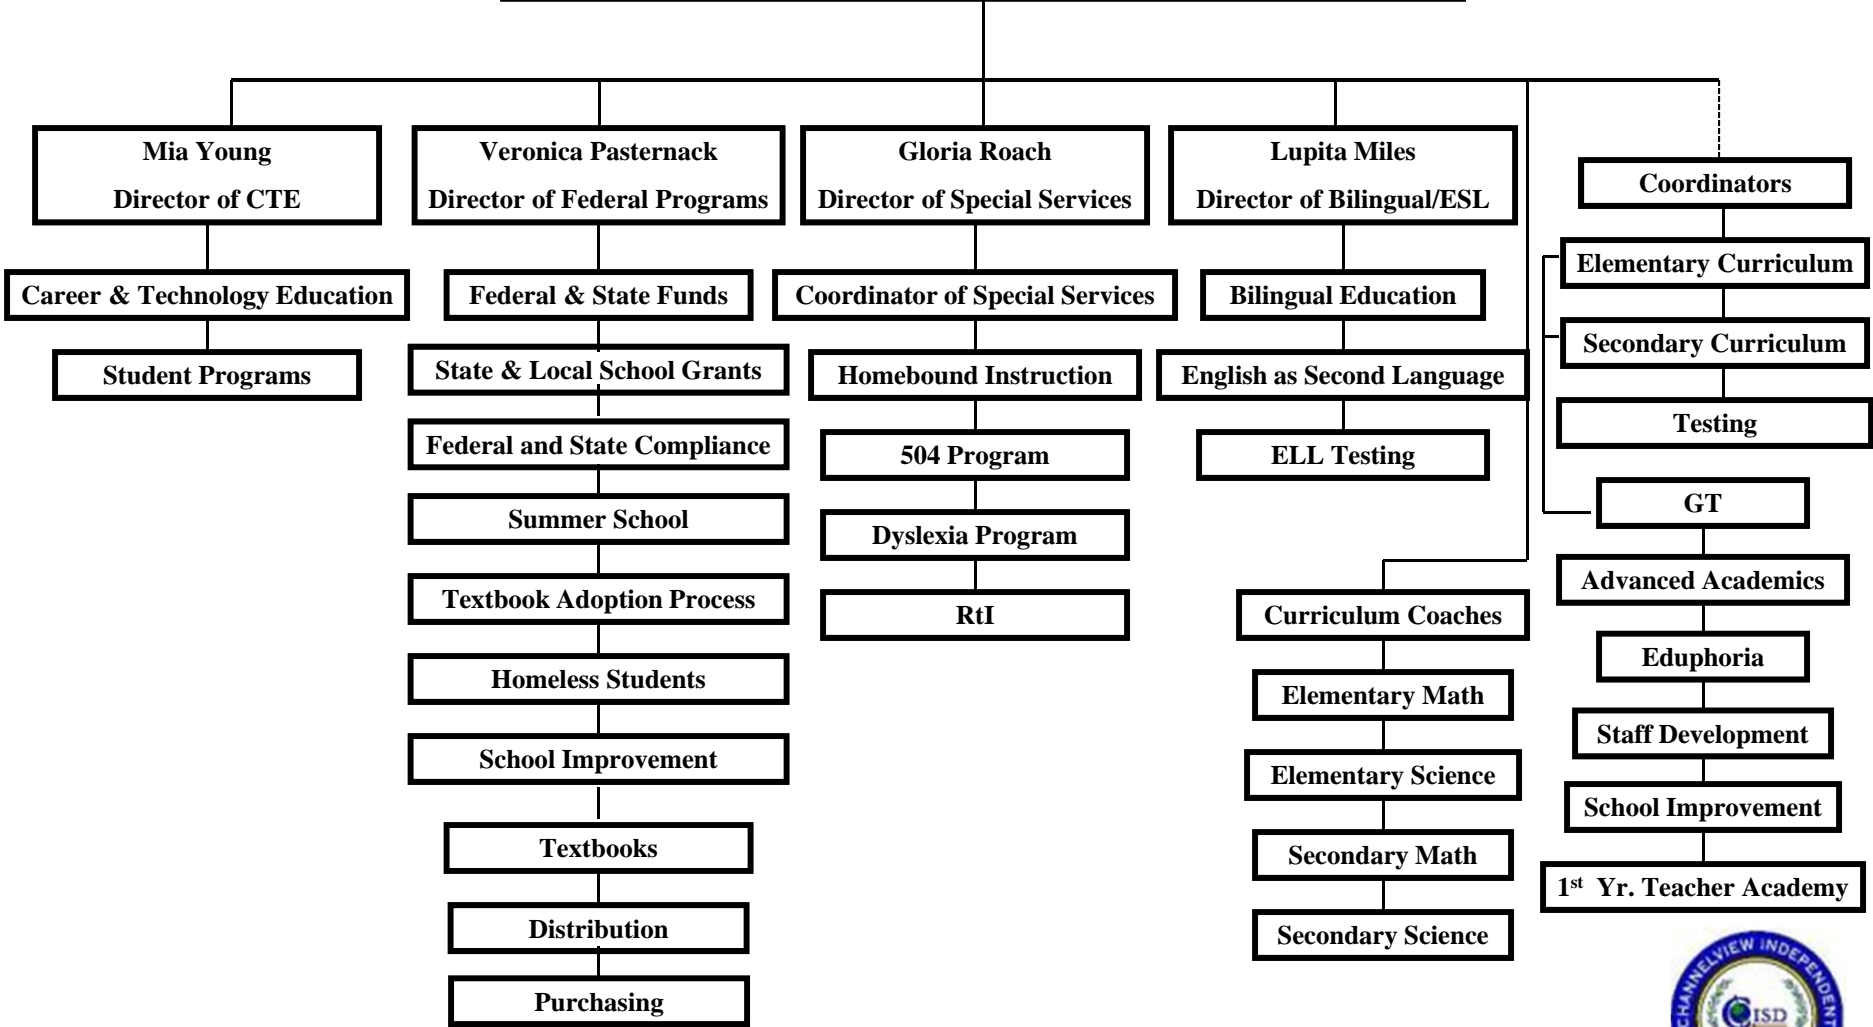 Mia Young
Director of CTE
Career & Technology Education
Student Programs
Veronica Pasternack
Director of Federal Programs
Federal & State Funds
State & Local School Grants
Federal and State Compliance
Summer School
Textbook Adoption Process
Homeless Students
School Improvement
Textbooks
Distribution
Purchasing
Gloria Roach
Director of Special Services
Coordinator of Special Services
Homebound Instruction
504 Program
Dyslexia Program
RtI
Lupita Miles
Director of Bilingual/ESL
Bilingual Education
English as Second Language
ELL Testing
Curriculum Coaches
Elementary Math
Elementary Science
Secondary Math
Secondary Science
Coordinators
Elementary Curriculum
Secondary Curriculum
Testing
GT
Advanced Academics
Eduphoria
Staff Development
School Improvement
1st Yr. Teacher Academy
CHANNELVIEW INDEPENDENT
CISD